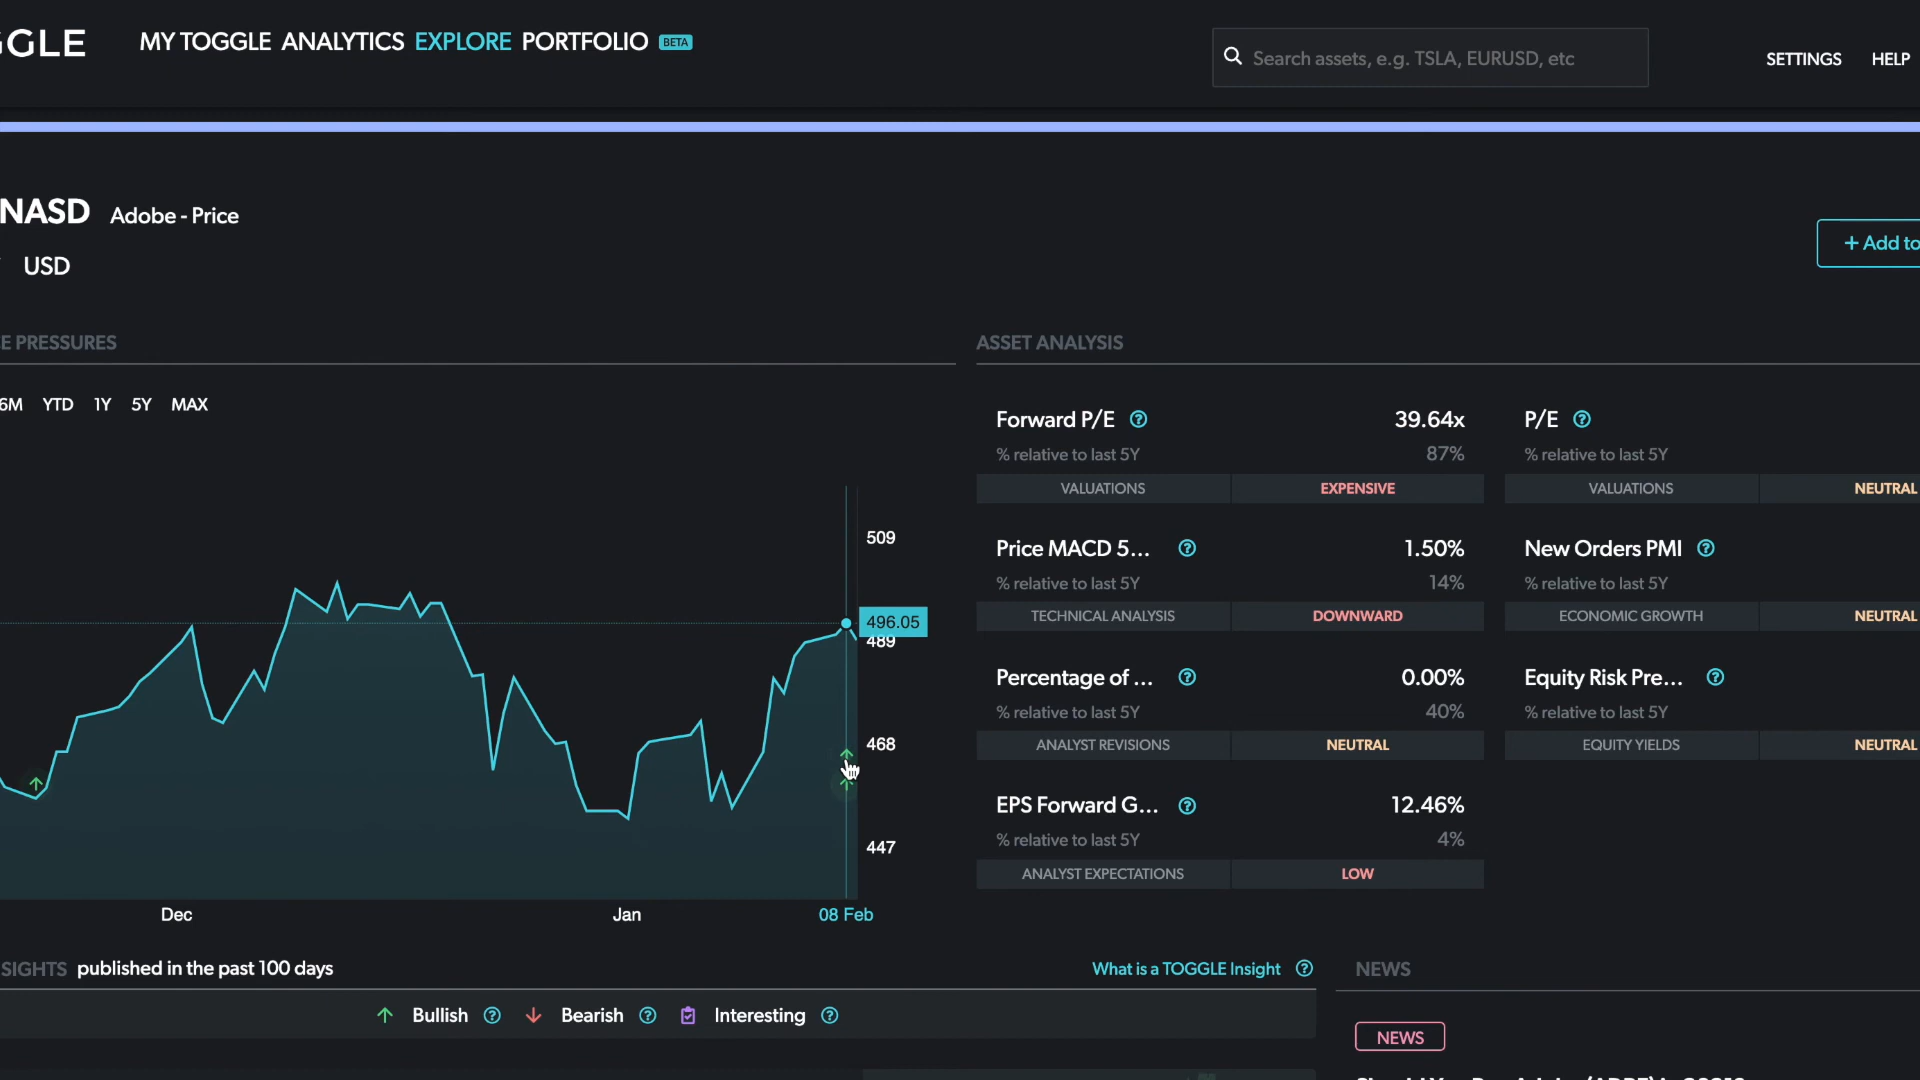 GLE
MY TOGGLE ANALYTICS EXPLORE PORTFOLIO BETA
Search assets, e.g. TSLA, EURUSD, etc
SETTINGS HELP
NASD Adobe - Price
USD
+ Add to
E PRESSURES
6M YTD 1Y 5Y MAX
509
496.05
489
468
447
Dec Jan 08 Feb
ASSET ANALYSIS
Forward P/E ? 39.64x
% relative to last 5Y 87%
VALUATIONS EXPENSIVE
P/E ?
% relative to last 5Y
VALUATIONS NEUTRAL
Price MACD 5... ? 1.50%
% relative to last 5Y 14%
TECHNICAL ANALYSIS DOWNWARD
New Orders PMI ?
% relative to last 5Y
ECONOMIC GROWTH NEUTRAL
Percentage of ... ? 0.00%
% relative to last 5Y 40%
ANALYST REVISIONS NEUTRAL
Equity Risk Pre... ?
% relative to last 5Y
EQUITY YIELDS NEUTRAL
EPS Forward G... ? 12.46%
% relative to last 5Y 4%
ANALYST EXPECTATIONS LOW
SIGHTS published in the past 100 days
What is a TOGGLE Insight ?
Bullish ? Bearish ? Interesting ?
NEWS
NEWS